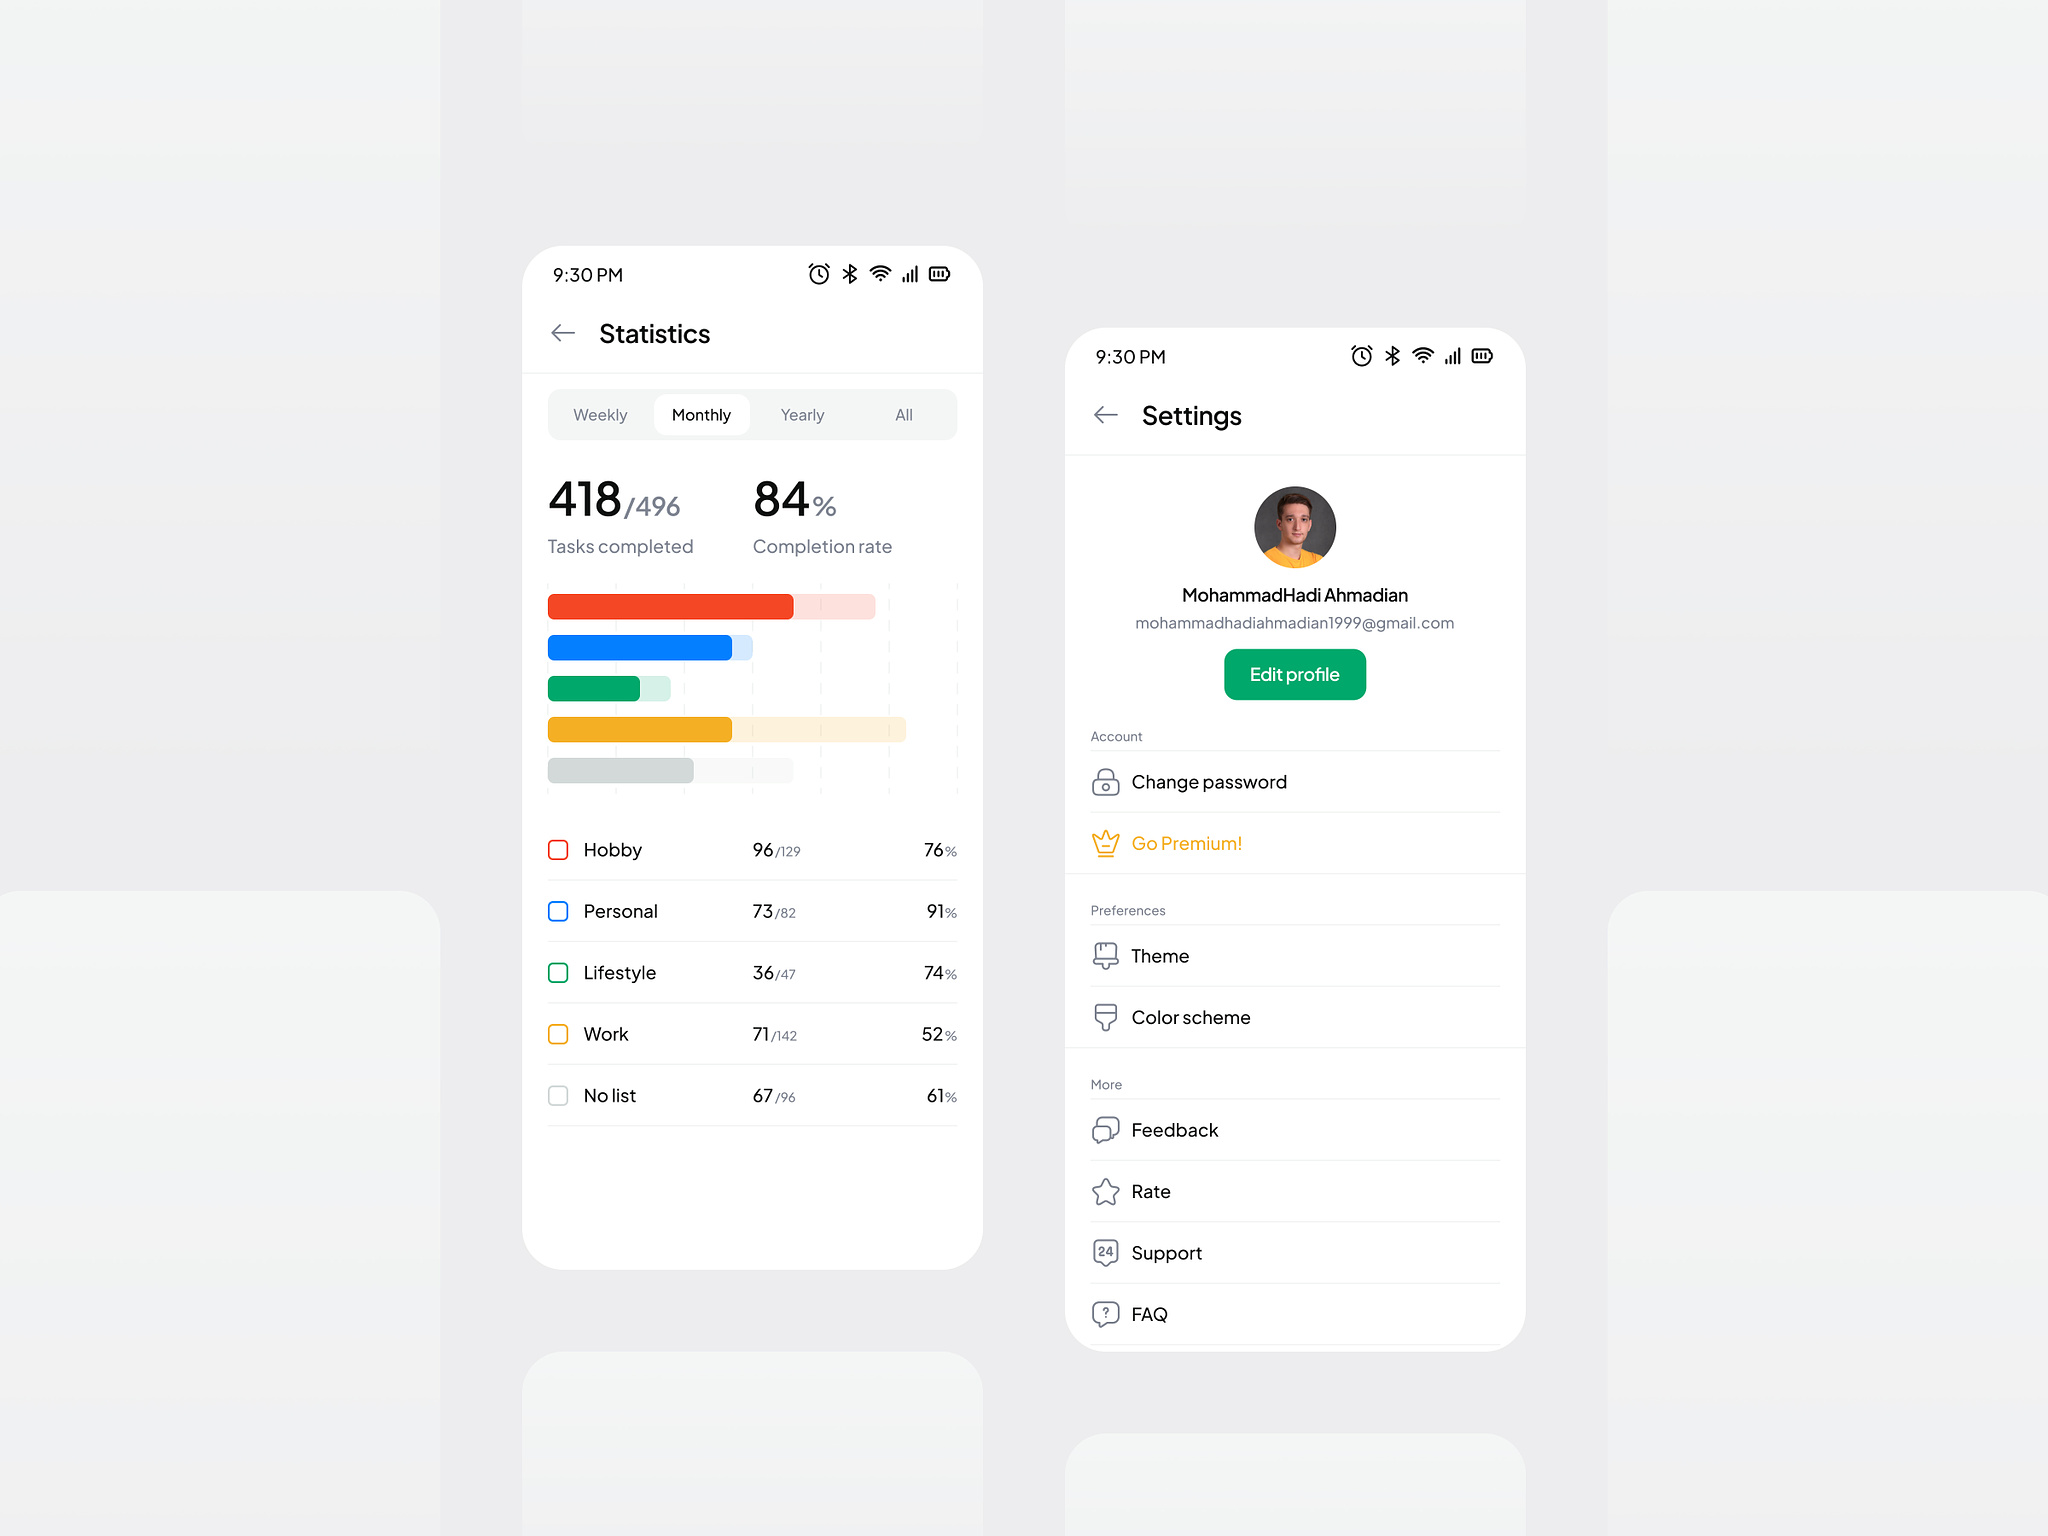 9:30 PM
Statistics
Weekly Monthly Yearly All
418/496 84%
Tasks completed Completion rate
Hobby 96/129 76%
Personal 73/82 91%
Lifestyle 36/47 74%
Work 71/142 52%
No list 67/96 61%
9:30 PM
Settings
MohammadHadi Ahmadian
mohammadhadiahmadian1999@gmail.com
Edit profile
Account
Change password
Go Premium!
Preferences
Theme
Color scheme
More
Feedback
Rate
24 Support
? FAQ